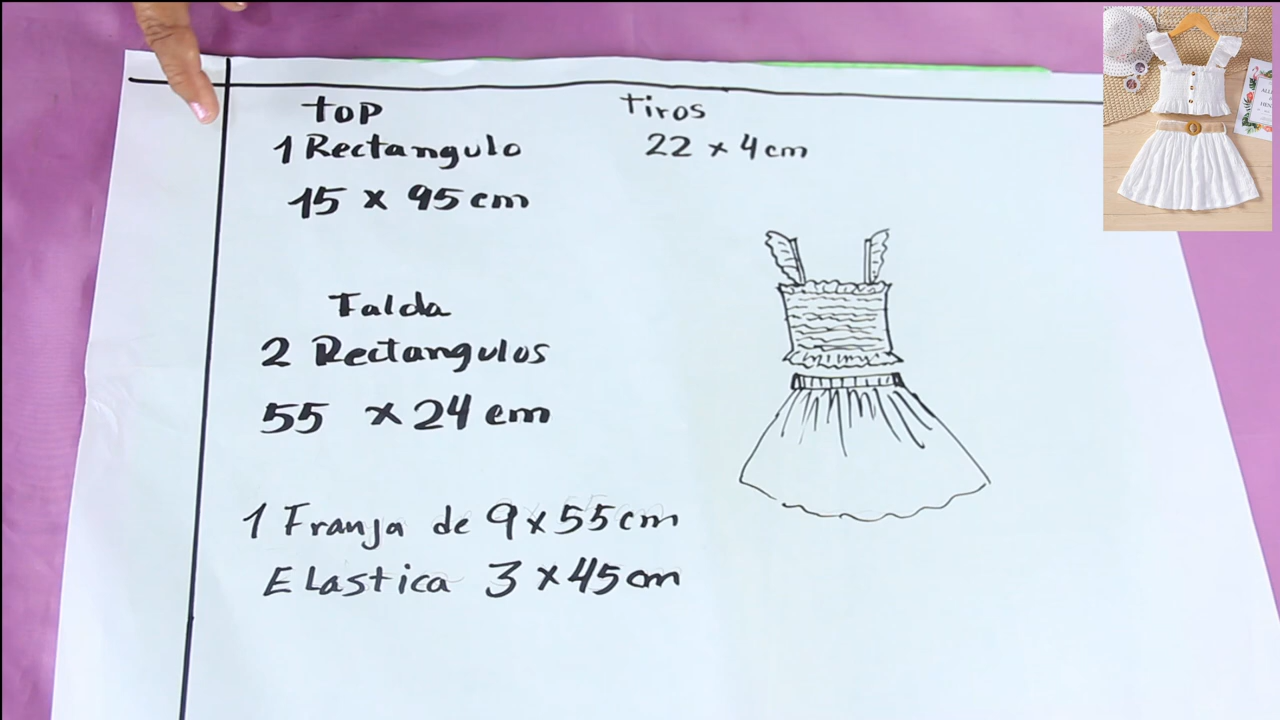 TOP
1 Rectangulo
15 x 95 cm
Tiros
22 x 4 cm
Falda
2 Rectangulos
55 x 24 cm
1 Franja de 9 x 55 cm
Elastica 3 x 45 cm